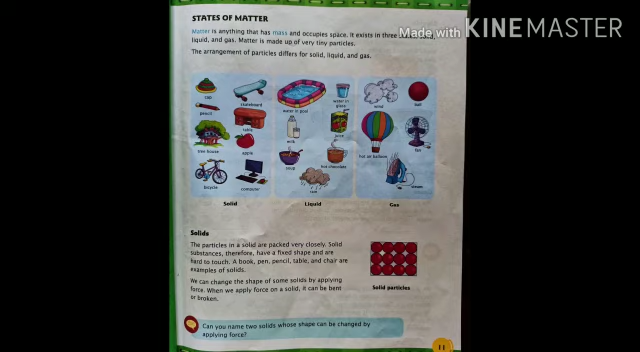 STATES OF MATTER
Made with KINEMASTER
Matter is anything that has mass and occupies space. It exists in three
liquid, and gas. Matter is made up of very tiny particles.
The arrangement of particles differs for solid, liquid, and gas.
cap
skateboard
pencil
table
tree house
apple
bicycle
computer
Solid
water in pool
water in
glass
milk
juice
soup
hot chocolate
rain
Liquid
wind
ball
hot air balloon
fan
steam
Gas
Solids
The particles in a solid are packed very closely. Solid
substances, therefore, have a fixed shape and are
hard to touch. A book, pen, pencil, table, and chair are
examples of solids.
We can change the shape of some solids by applying
force. When we apply force on a solid, it can be bent
or broken.
Solid particles
Can you name two solids whose shape can be changed by
applying force?
11